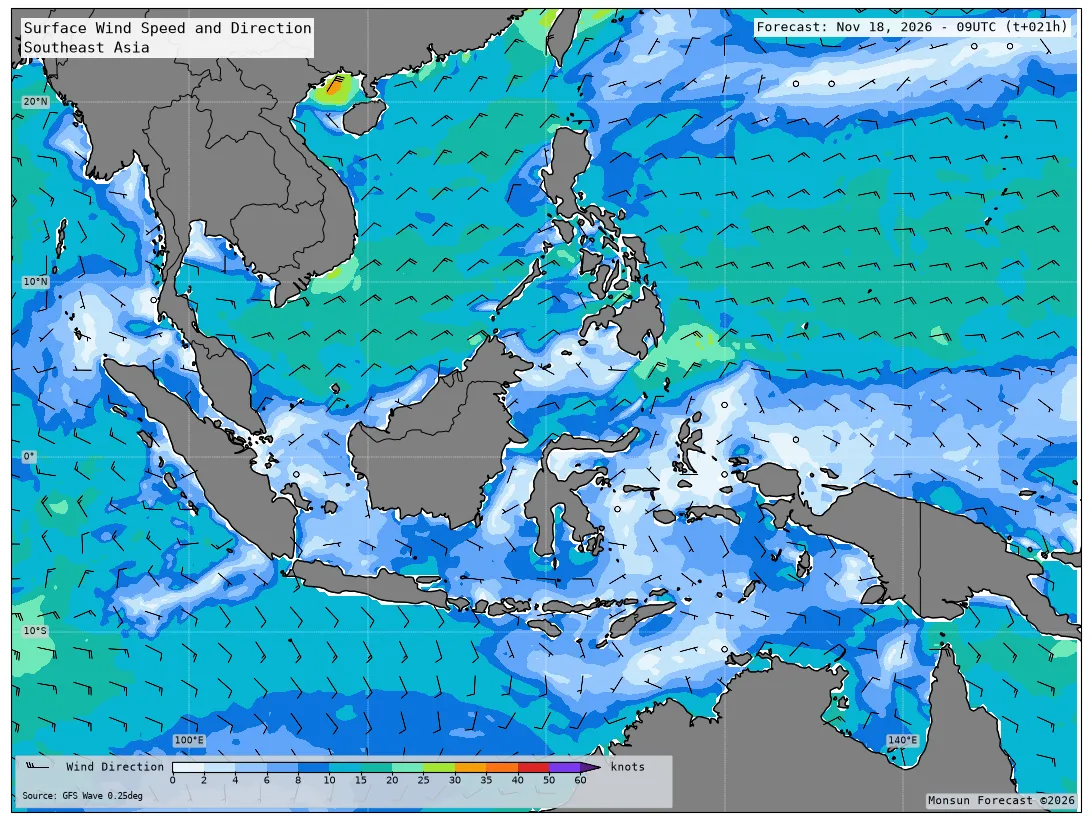 Surface Wind Speed and Direction
Southeast Asia
Forecast: Nov 18, 2026 - 09UTC (t+021h)
20°N
10°N
0°
10°S
100°E
140°E
Wind Direction
0 2 4 6 8 10 15 20 25 30 35 40 50 60
knots
Source: GFS Wave 0.25deg
Monsun Forecast ©2026